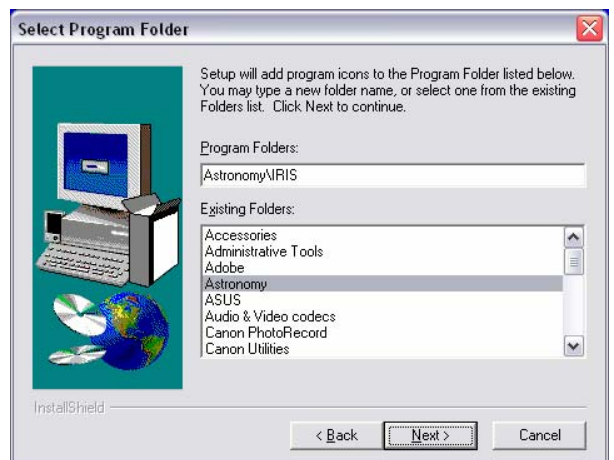 Select Program Folder
Setup will add program icons to the Program Folder listed below.
You may type a new folder name, or select one from the existing
Folders list. Click Next to continue.
Program Folders:
Astronomy\IRIS
Existing Folders:
Accessories
Administrative Tools
Adobe
Astronomy
ASUS
Audio & Video codecs
Canon PhotoRecord
Canon Utilities
InstallShield
< Back
Next >
Cancel